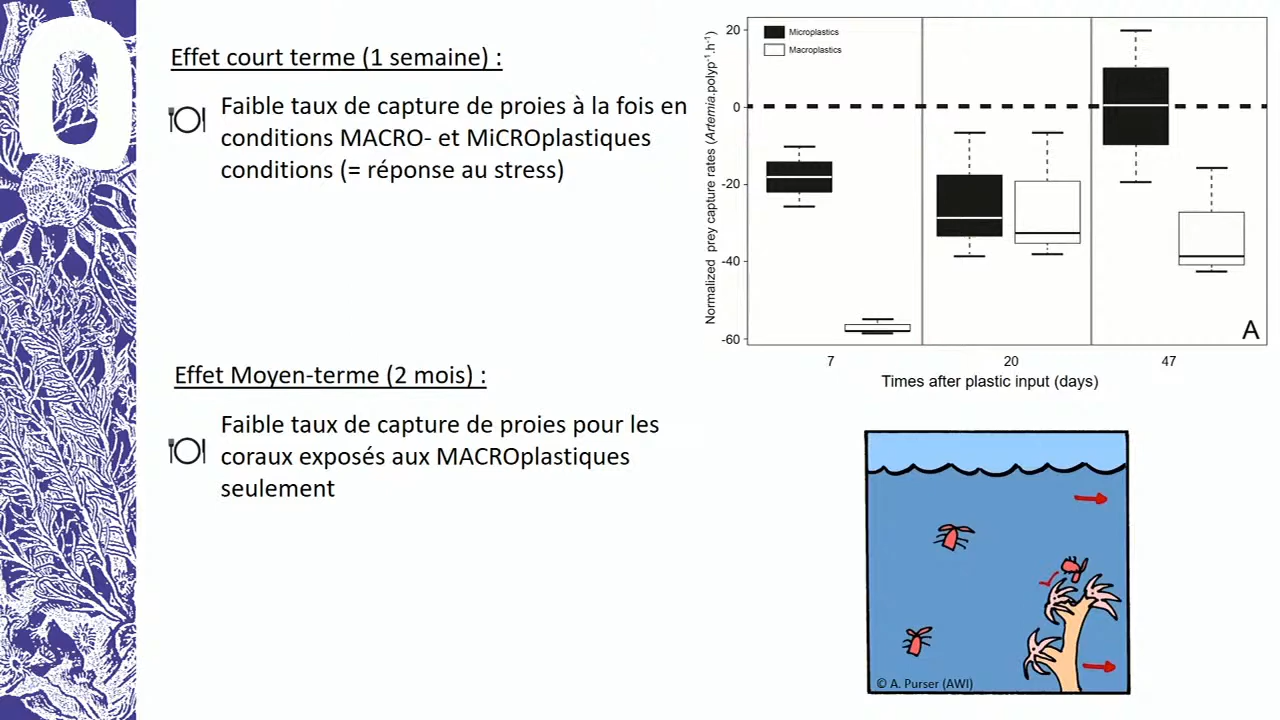 Effet court terme (1 semaine) :
Faible taux de capture de proies à la fois en
conditions MACRO- et MiCROplastiques
conditions (= réponse au stress)
Effet Moyen-terme (2 mois) :
Faible taux de capture de proies pour les
coraux exposés aux MACROplastiques
seulement
Normalized prey capture rates (Artemia.polyp⁻¹.h⁻¹)
Microplastics
Macroplastics
20
0
-20
-40
-60
A
7 20 47
Times after plastic input (days)
© A. Purser (AWI)